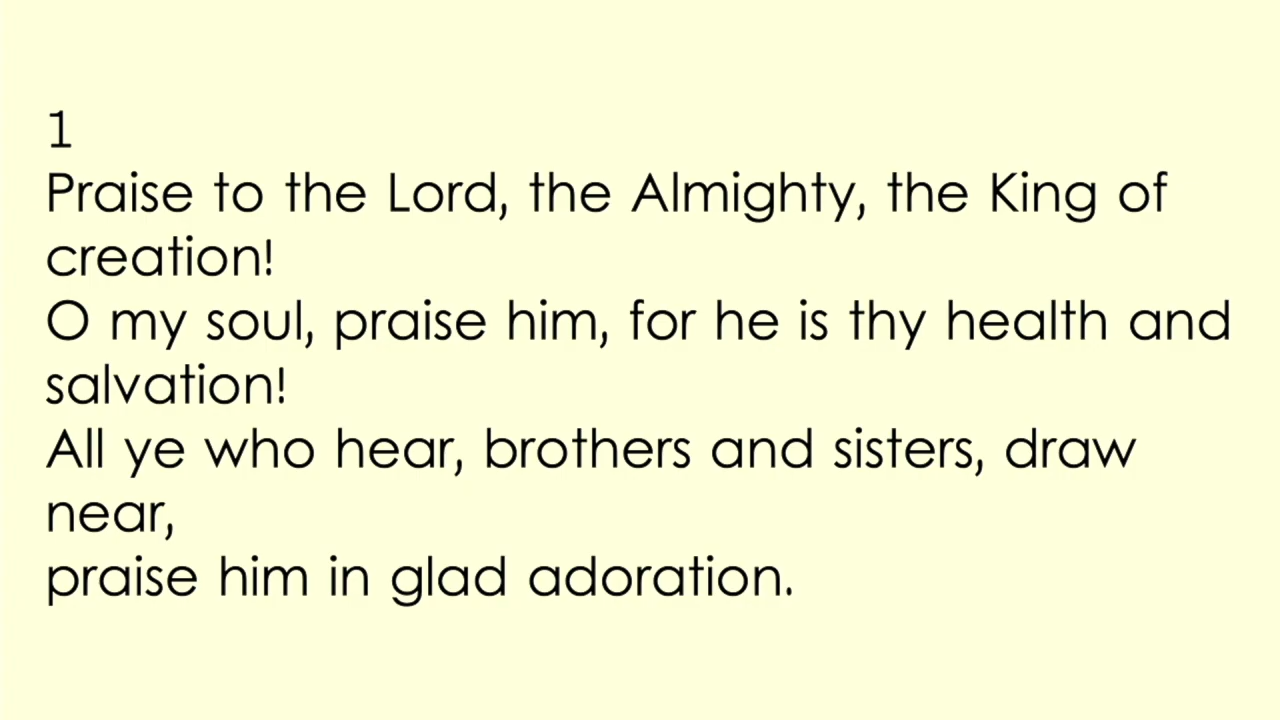 1
Praise to the Lord, the Almighty, the King of
creation!
O my soul, praise him, for he is thy health and
salvation!
All ye who hear, brothers and sisters, draw
near,
praise him in glad adoration.